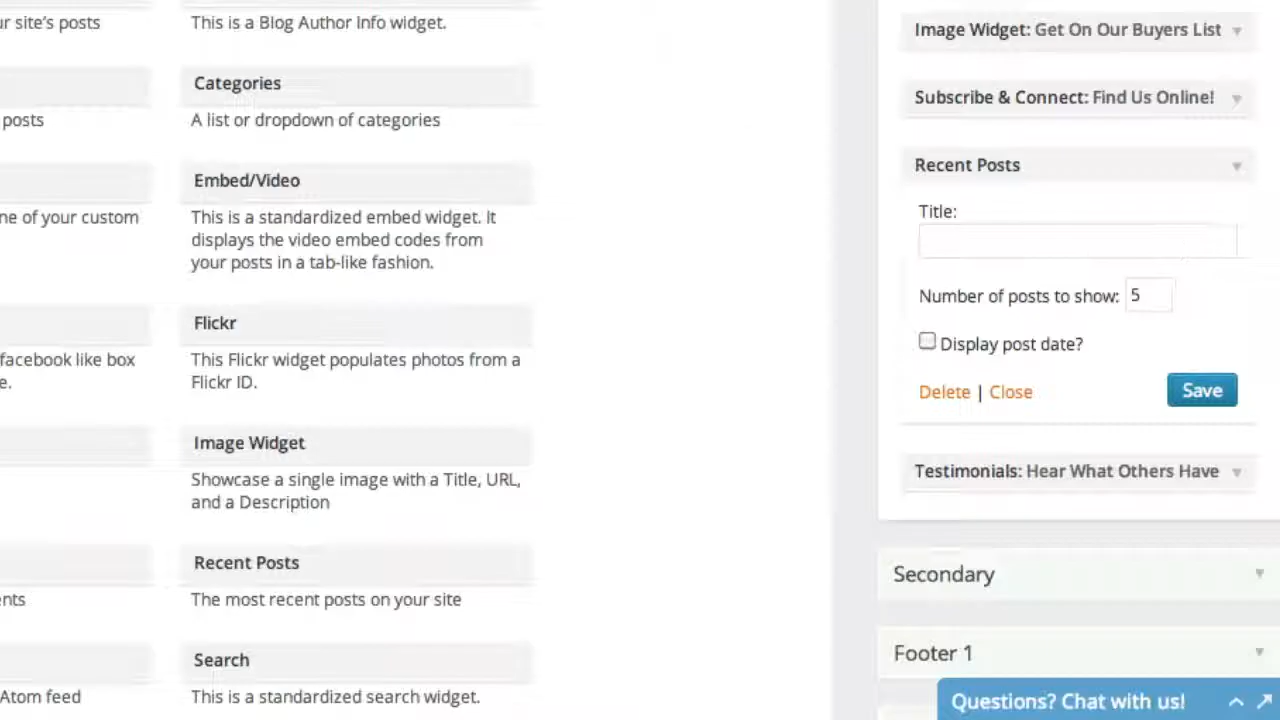 r site's posts
This is a Blog Author Info widget.
Categories
posts
A list or dropdown of categories
Embed/Video
ne of your custom
This is a standardized embed widget. It
displays the video embed codes from
your posts in a tab-like fashion.
Flickr
facebook like box
e.
This Flickr widget populates photos from a
Flickr ID.
Image Widget
Showcase a single image with a Title, URL,
and a Description
Recent Posts
ents
The most recent posts on your site
Search
Atom feed
This is a standardized search widget.
Image Widget: Get On Our Buyers List
Subscribe & Connect: Find Us Online!
Recent Posts
Title:
Number of posts to show: 5
Display post date?
Delete | Close
Save
Testimonials: Hear What Others Have
Secondary
Footer 1
Questions? Chat with us!